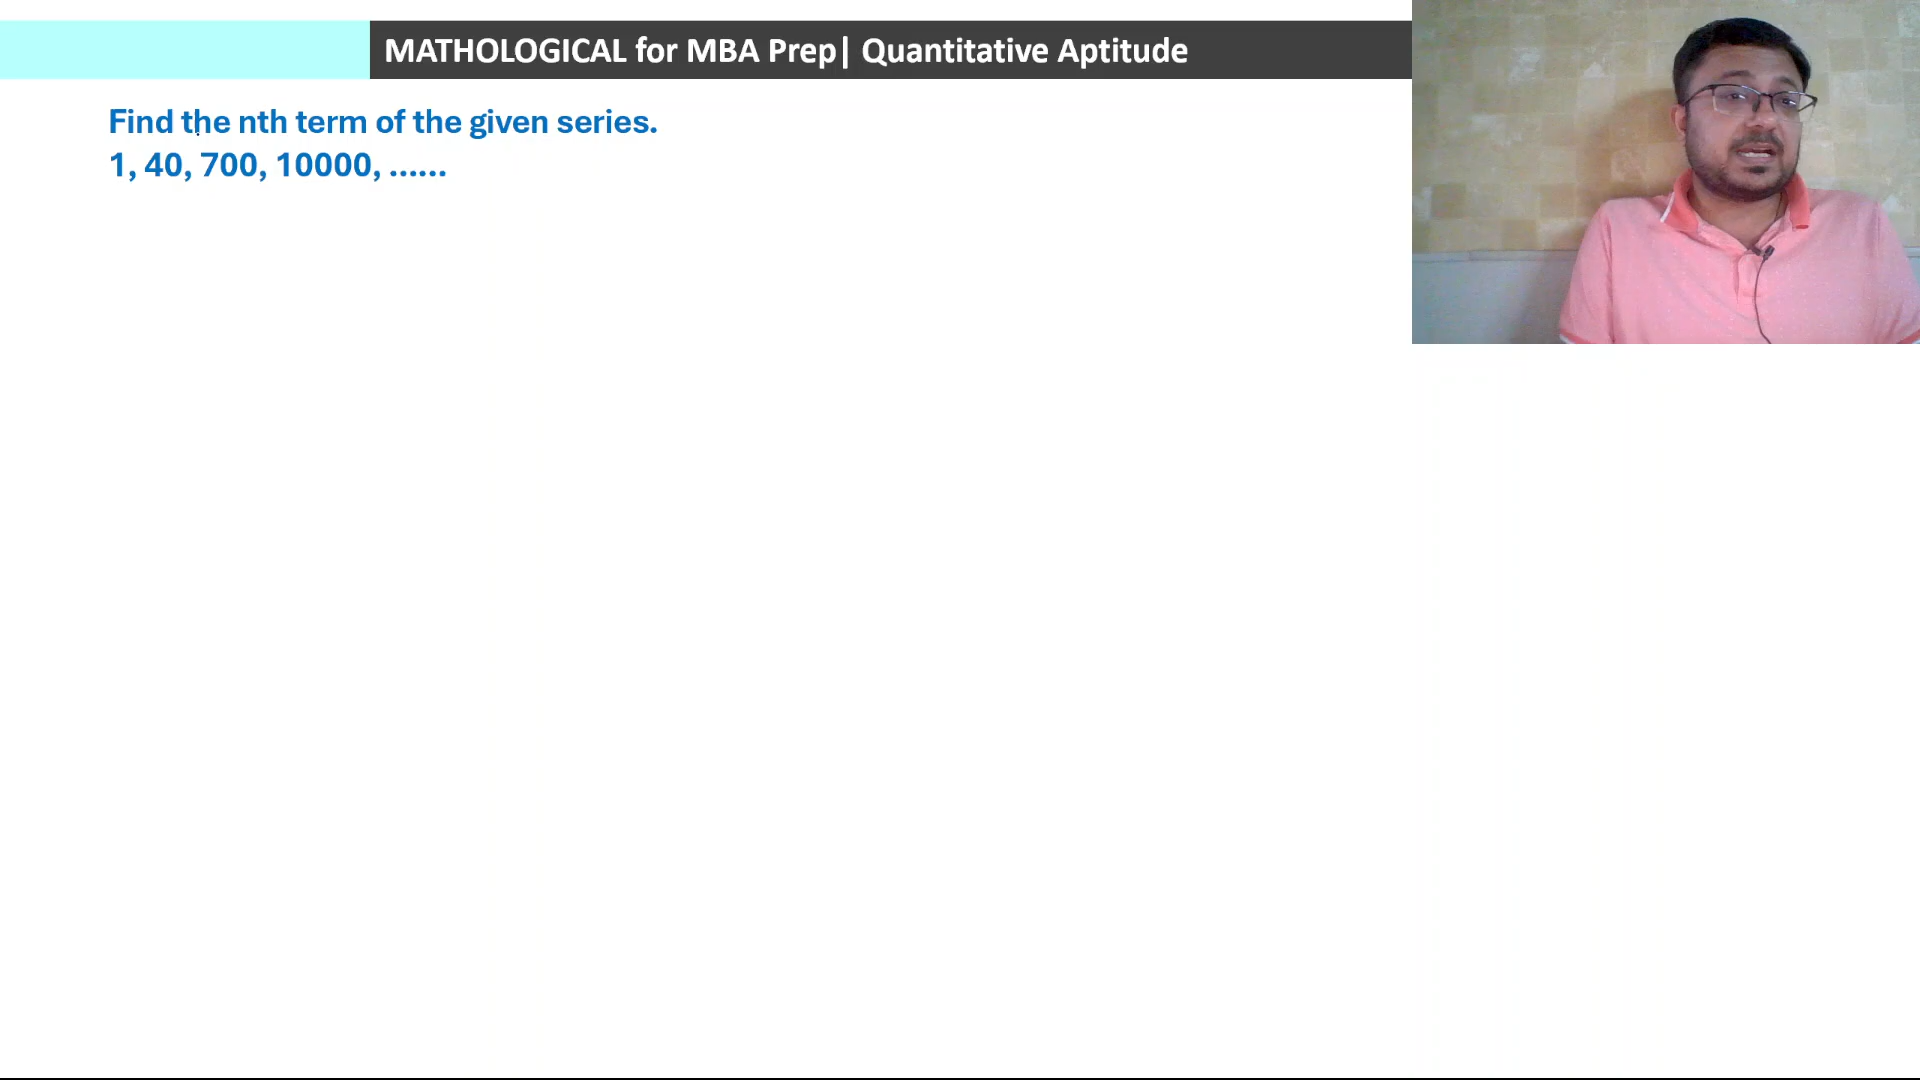 MATHOLOGICAL for MBA Prep| Quantitative Aptitude
Find the nth term of the given series.
1, 40, 700, 10000, ......